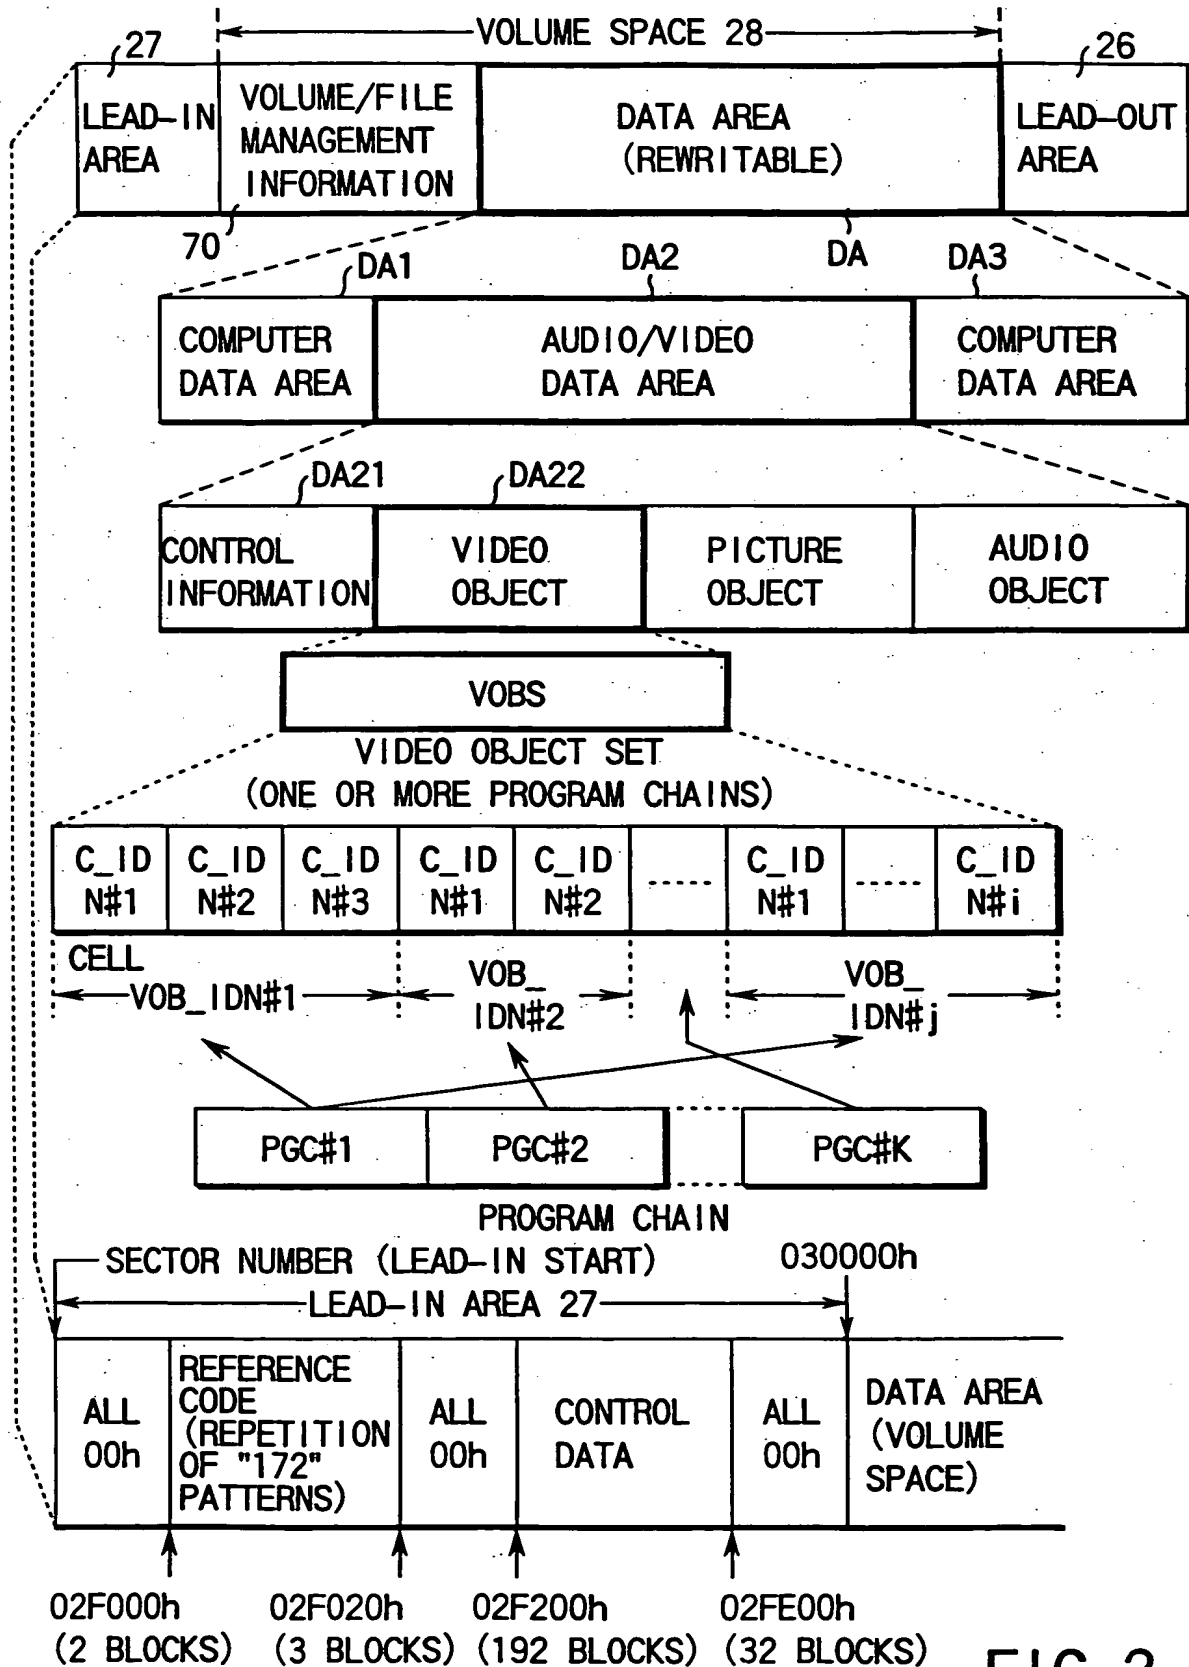 VOLUME SPACE 28
27
26
LEAD-IN
AREA
VOLUME/FILE
MANAGEMENT
INFORMATION
DATA AREA
(REWRITABLE)
LEAD-OUT
AREA
70
DA
DA1
DA2
DA3
COMPUTER
DATA AREA
AUDIO/VIDEO
DATA AREA
COMPUTER
DATA AREA
DA21
DA22
CONTROL
INFORMATION
VIDEO
OBJECT
PICTURE
OBJECT
AUDIO
OBJECT
VOBS
VIDEO OBJECT SET
(ONE OR MORE PROGRAM CHAINS)
C_ID
N#1
C_ID
N#2
C_ID
N#3
C_ID
N#1
C_ID
N#2
C_ID
N#1
C_ID
N#i
CELL
VOB_IDN#1
VOB_
IDN#2
VOB_
IDN#j
PGC#1
PGC#2
PGC#K
PROGRAM CHAIN
SECTOR NUMBER (LEAD-IN START)
030000h
LEAD-IN AREA 27
ALL
00h
REFERENCE
CODE
(REPETITION
OF "172"
PATTERNS)
ALL
00h
CONTROL
DATA
ALL
00h
DATA AREA
(VOLUME
SPACE)
02F000h
(2 BLOCKS)
02F020h
(3 BLOCKS)
02F200h
(192 BLOCKS)
02FE00h
(32 BLOCKS)